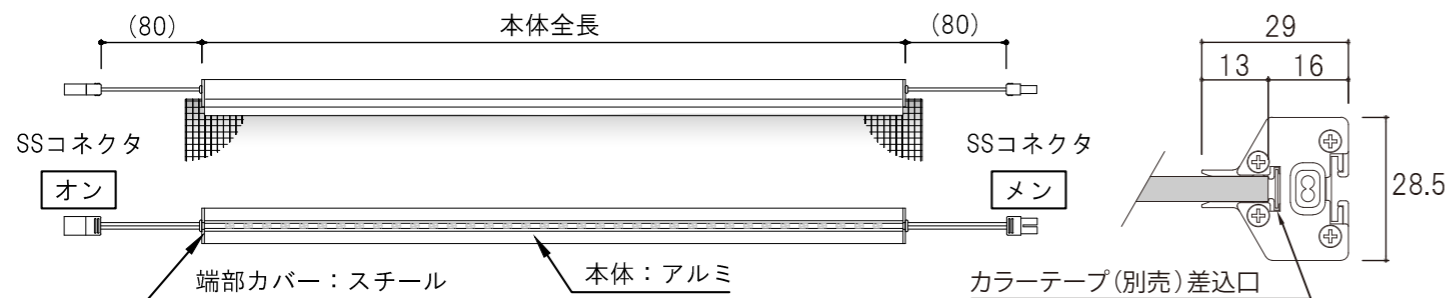 (80)
本体全長
(80)
29
13
16
SSコネクタ
オン
SSコネクタ
メン
28.5
端部カバー：スチール
本体：アルミ
カラーテープ(別売)差込口